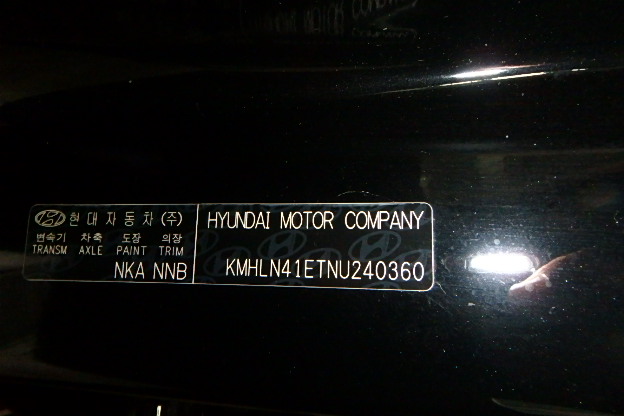 현대자동차(주)
변속기 차축 도장 의장
TRANSM AXLE PAINT TRIM
NKA NNB
HYUNDAI MOTOR COMPANY
KMHLN41ETNU240360